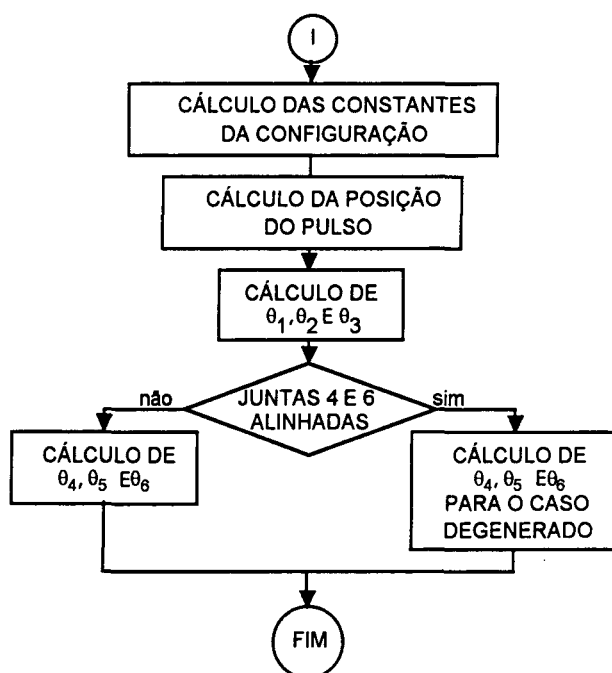 I
CÁLCULO DAS CONSTANTES
DA CONFIGURAÇÃO
CÁLCULO DA POSIÇÃO
DO PULSO
CÁLCULO DE
θ₁,θ₂ E θ₃
JUNTAS 4 E 6
ALINHADAS
não
sim
CÁLCULO DE
θ₄, θ₅ Eθ₆
CÁLCULO DE
θ₄, θ₅ Eθ₆
PARA O CASO
DEGENERADO
FIM